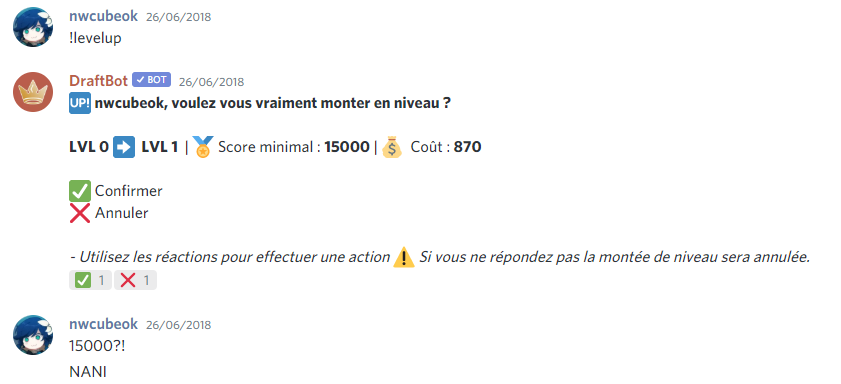 nwcubeok 26/06/2018
!levelup
DraftBot ✓ BOT 26/06/2018
UP! nwcubeok, voulez vous vraiment monter en niveau ?
LVL 0 ➡ LVL 1 | 🏅 Score minimal : 15000 | 💰 Coût : 870
✅ Confirmer
❌ Annuler
- Utilisez les réactions pour effectuer une action ⚠ Si vous ne répondez pas la montée de niveau sera annulée.
✅ 1 ❌ 1
nwcubeok 26/06/2018
15000?!
NANI